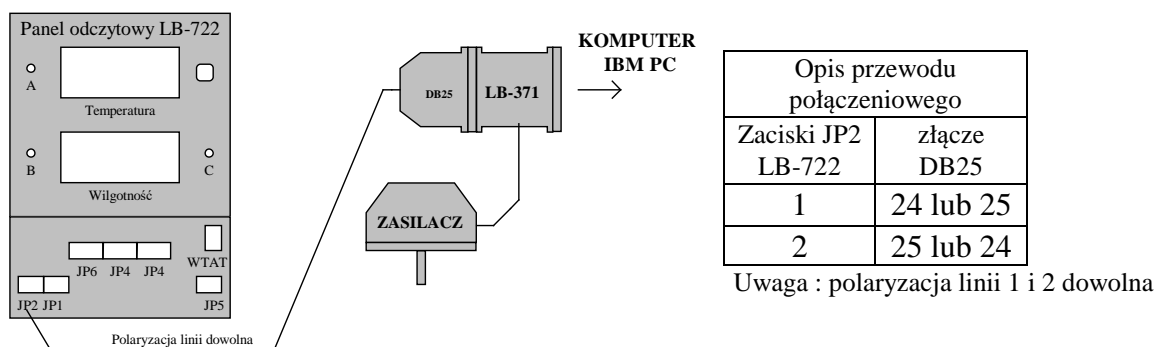 Panel odczytowy LB-722
A
Temperatura
B
C
Wilgotność
JP6 JP4 JP4
WTAT
JP2 JP1
JP5
Polaryzacja linii dowolna
DB25
LB-371
KOMPUTER
IBM PC
ZASILACZ
Opis przewodu
połączeniowego
Zaciski JP2 złącze
LB-722 DB25
1 24 lub 25
2 25 lub 24
Uwaga : polaryzacja linii 1 i 2 dowolna